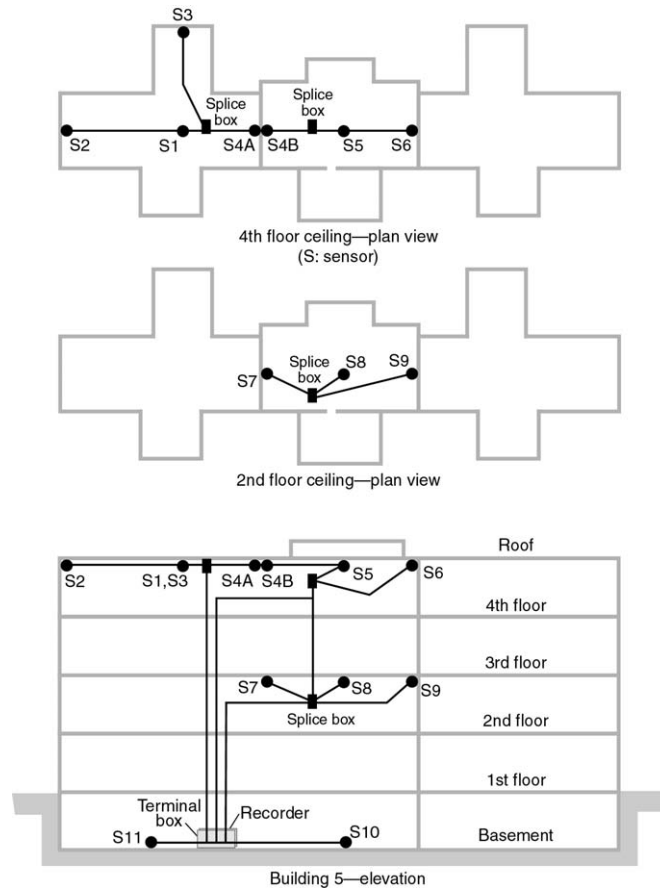 S3
Splice
box
Splice
box
S2
S1
S4A
S4B
S5
S6
4th floor ceiling—plan view
(S: sensor)
S7
Splice
box
S8
S9
2nd floor ceiling—plan view
Roof
S2
S1,S3
S4A
S4B
S5
S6
4th floor
3rd floor
S7
S8
S9
Splice box
2nd floor
1st floor
Terminal
box
Recorder
S11
S10
Basement
Building 5—elevation